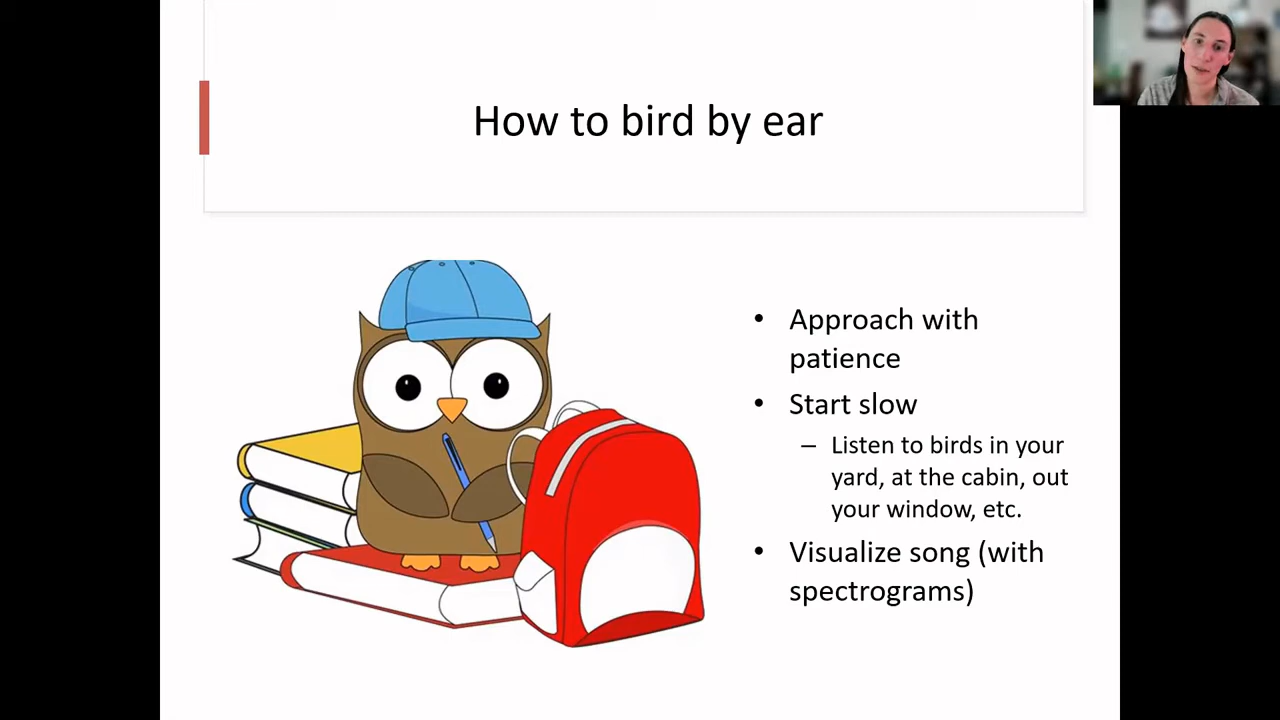 How to bird by ear
• Approach with
patience
• Start slow
– Listen to birds in your
yard, at the cabin, out
your window, etc.
• Visualize song (with
spectrograms)